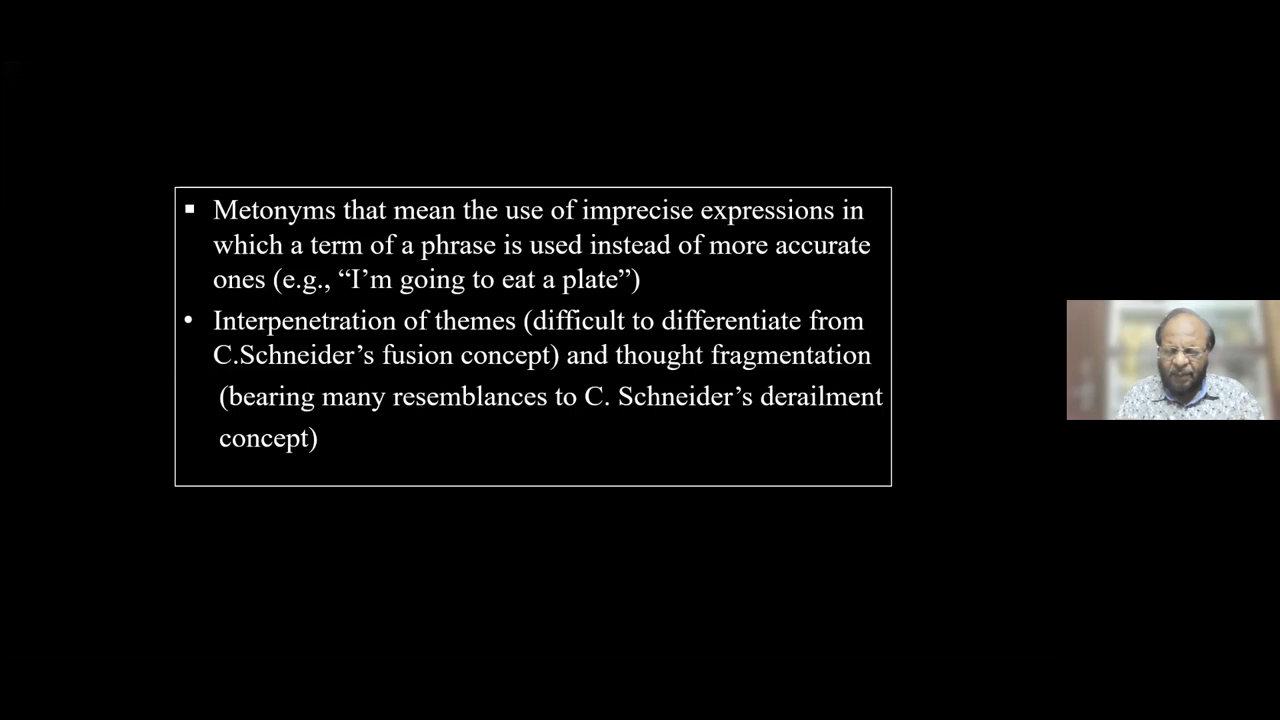 ▪ Metonyms that mean the use of imprecise expressions in
which a term of a phrase is used instead of more accurate
ones (e.g., “I’m going to eat a plate”)
• Interpenetration of themes (difficult to differentiate from
C.Schneider’s fusion concept) and thought fragmentation
(bearing many resemblances to C. Schneider’s derailment
concept)